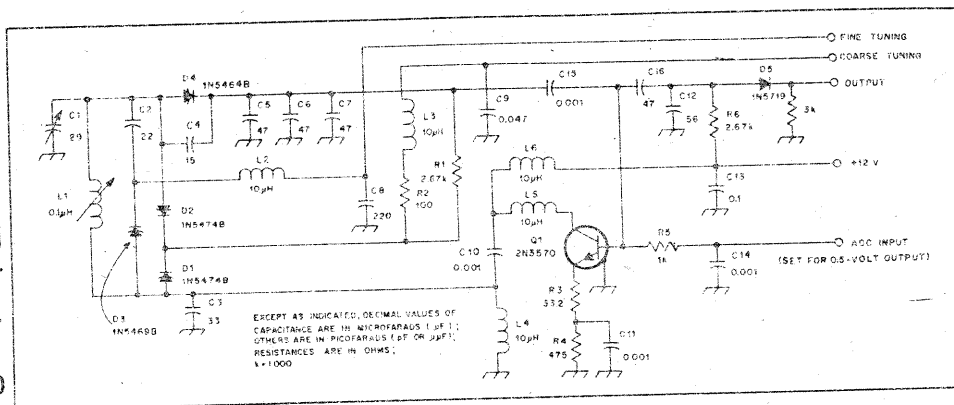 FINE TUNING
COARSE TUNING
D4
1N5464B
C15
0.001
C16
47
D5
1N5719
OUTPUT
C1
C2
22
C4
15
C5
47
C6
47
C7
47
L3
10µH
C9
0.047
C12
56
R6
2.67k
3k
L1
0.1µH
L2
10µH
R1
2.67k
R2
100
L6
10µH
+12 V
D2
1N5474B
C8
220
L5
10µH
0.1
Q1
2N3570
R5
1k
AGC INPUT
(SET FOR 0.5-VOLT OUTPUT)
C10
0.001
C14
0.001
D1
1N5474B
R3
332
C3
33
D3
1N5469B
L4
10µH
R4
475
C11
0.001
EXCEPT AS INDICATED, DECIMAL VALUES OF
CAPACITANCE ARE IN MICROFARADS (µF);
OTHERS ARE IN PICOFARADS (pF OR µµF);
RESISTANCES ARE IN OHMS;
k=1000